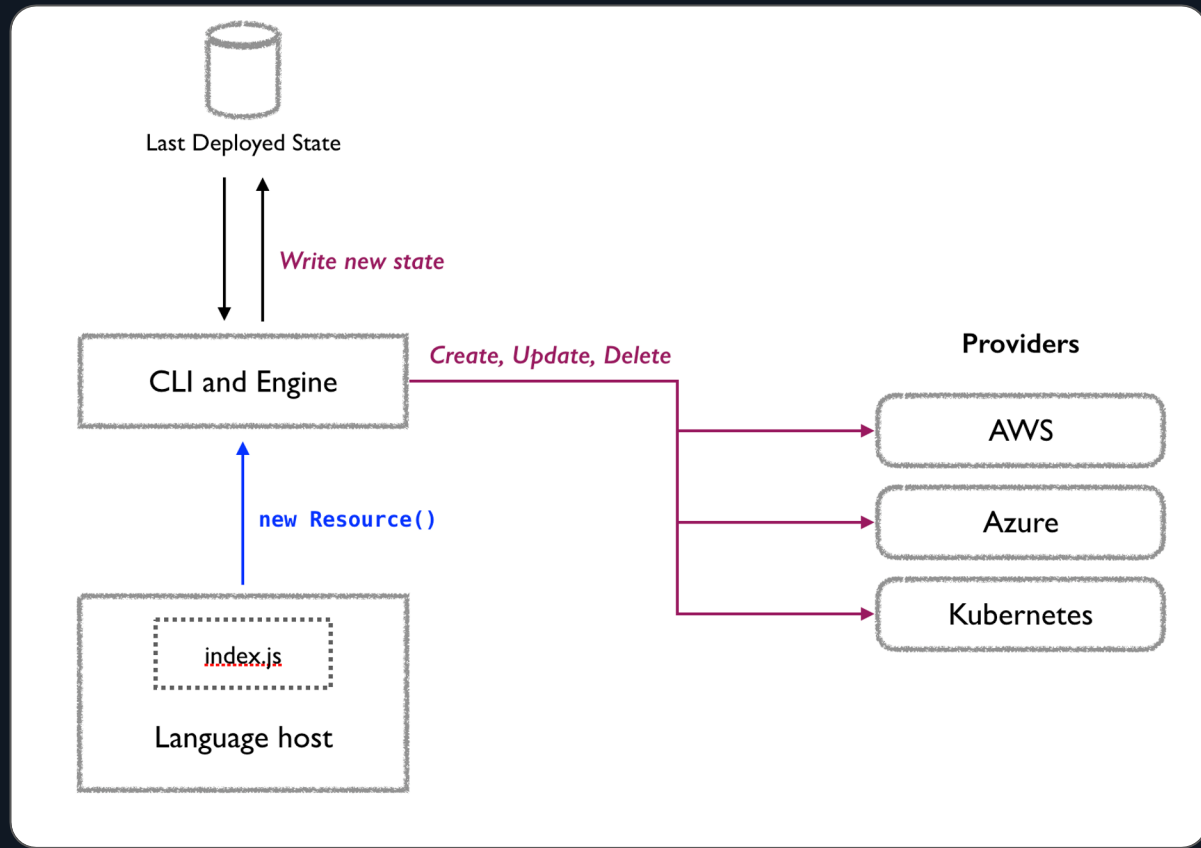 Last Deployed State
Write new state
CLI and Engine
Create, Update, Delete
Providers
AWS
Azure
Kubernetes
new Resource()
index.js
Language host